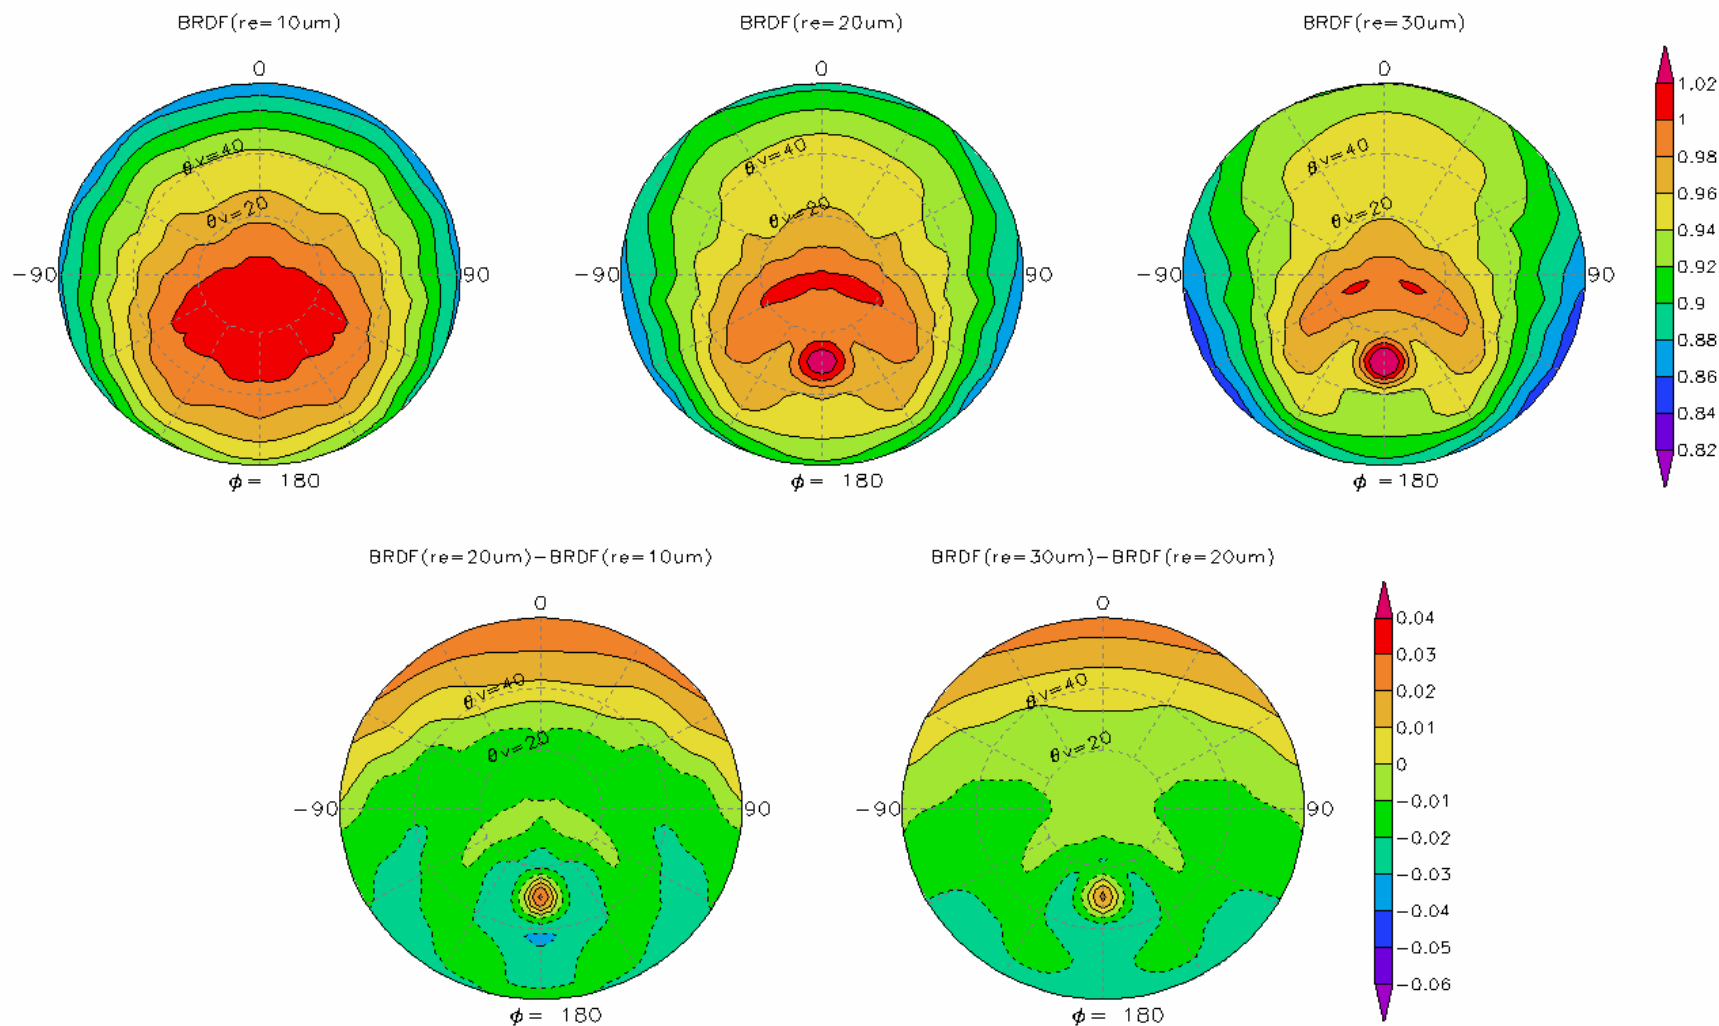 BRDF(re=10um)
BRDF(re=20um)
BRDF(re=30um)
0
0
0
1.02
1
0.98
0.96
0.94
0.92
0.9
0.88
0.86
0.84
0.82
θv=40
θv=40
θv=40
θv=20
θv=20
θv=20
-90
90
-90
90
-90
90
ϕ= 180
ϕ= 180
ϕ =180
BRDF(re=20um)-BRDF(re=10um)
BRDF(re=30um)-BRDF(re=20um)
0
0
0.04
0.03
0.02
0.01
0
-0.01
-0.02
-0.03
-0.04
-0.05
-0.06
θv=40
θv=40
θv=20
θv=20
-90
90
-90
90
ϕ= 180
ϕ= 180